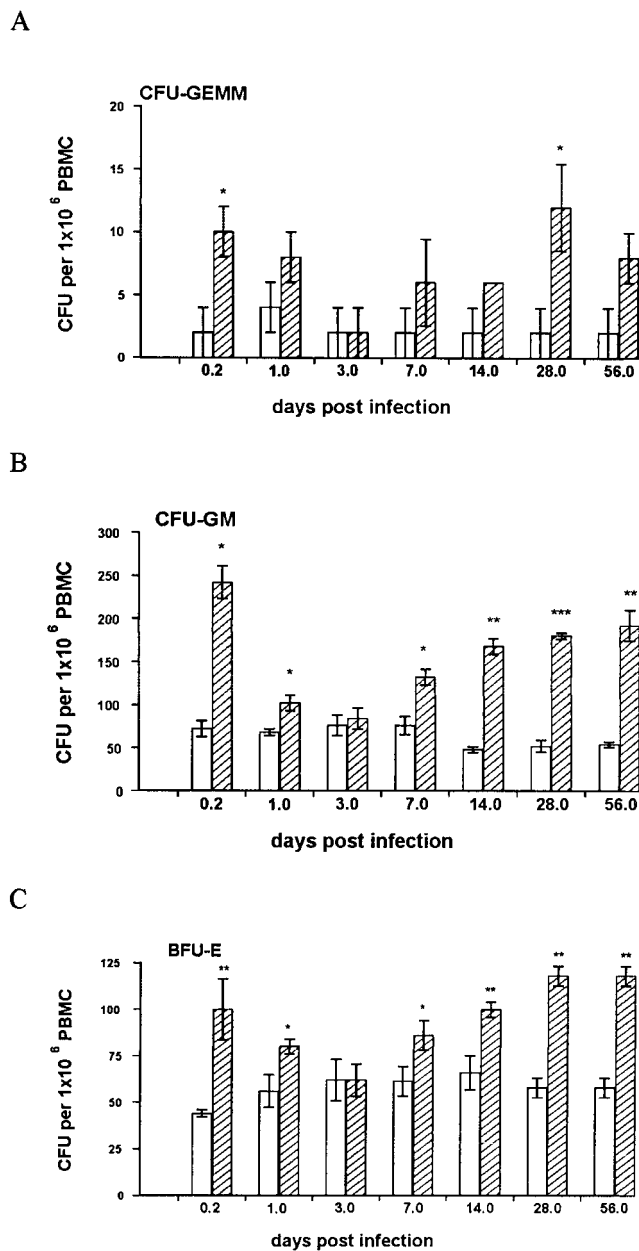 A
CFU-GEMM
CFU per 1x10 6 PBMC
20
15
10
5
0
*
*
0.2 1.0 3.0 7.0 14.0 28.0 56.0
days post infection
B
CFU-GM
CFU per 1x10 6 PBMC
300
250
200
150
100
50
0
* * * ** *** **
0.2 1.0 3.0 7.0 14.0 28.0 56.0
days post infection
C
BFU-E
CFU per 1x10 6 PBMC
125
100
75
50
25
0
** * * ** ** **
0.2 1.0 3.0 7.0 14.0 28.0 56.0
days post infection